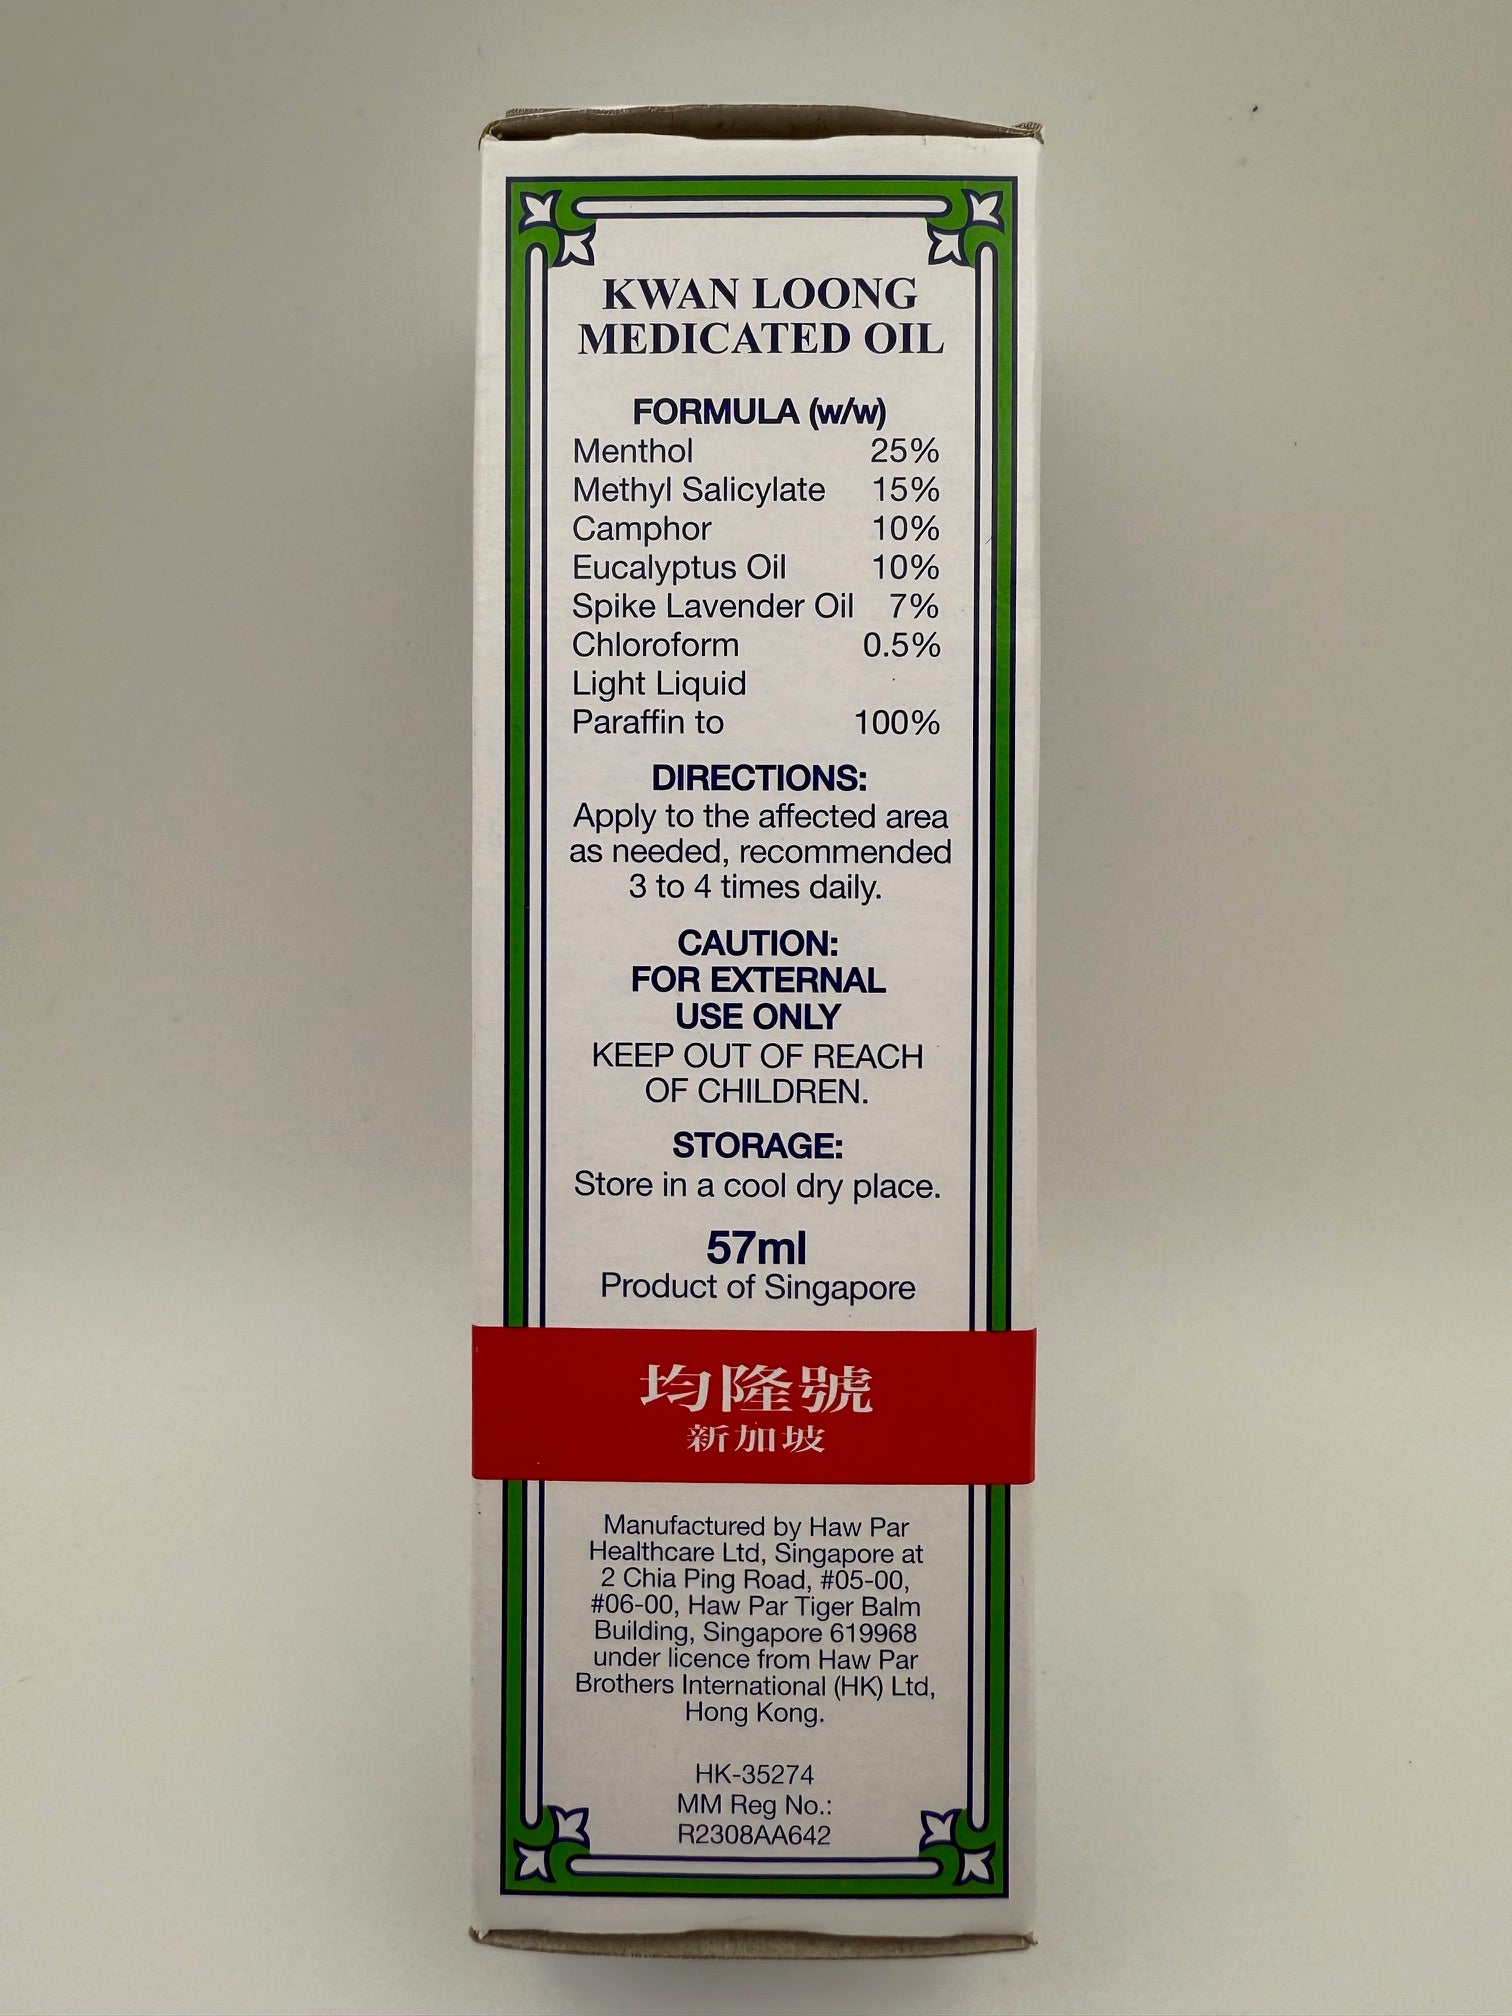 KWAN LOONG
MEDICATED OIL
FORMULA (w/w)
Menthol 25%
Methyl Salicylate 15%
Camphor 10%
Eucalyptus Oil 10%
Spike Lavender Oil 7%
Chloroform 0.5%
Light Liquid
Paraffin to 100%
DIRECTIONS:
Apply to the affected area
as needed, recommended
3 to 4 times daily.
CAUTION:
FOR EXTERNAL
USE ONLY
KEEP OUT OF REACH
OF CHILDREN.
STORAGE:
Store in a cool dry place.
57ml
Product of Singapore
均隆號
新加坡
Manufactured by Haw Par
Healthcare Ltd, Singapore at
2 Chia Ping Road, #05-00,
#06-00, Haw Par Tiger Balm
Building, Singapore 619968
under licence from Haw Par
Brothers International (HK) Ltd,
Hong Kong.
HK-35274
MM Reg No.:
R2308AA642